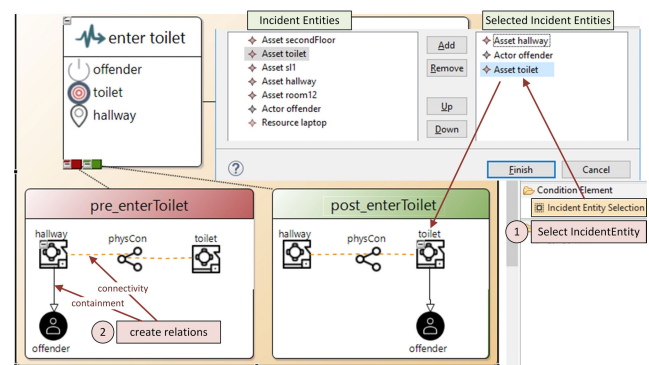 Incident Entities
Selected Incident Entities
enter toilet
offender
toilet
hallway
Asset secondFloor
Asset toilet
Asset sl1
Asset hallway
Asset room12
Actor offender
Resource laptop
Add
Remove
Up
Down
Asset hallway
Actor offender
Asset toilet
?
Finish
Cancel
Condition Element
Incident Entity Selection
1 Select IncidentEntity
pre_enterToilet
hallway
physCon
toilet
connectivity
containment
2 create relations
offender
post_enterToilet
hallway
physCon
toilet
offender